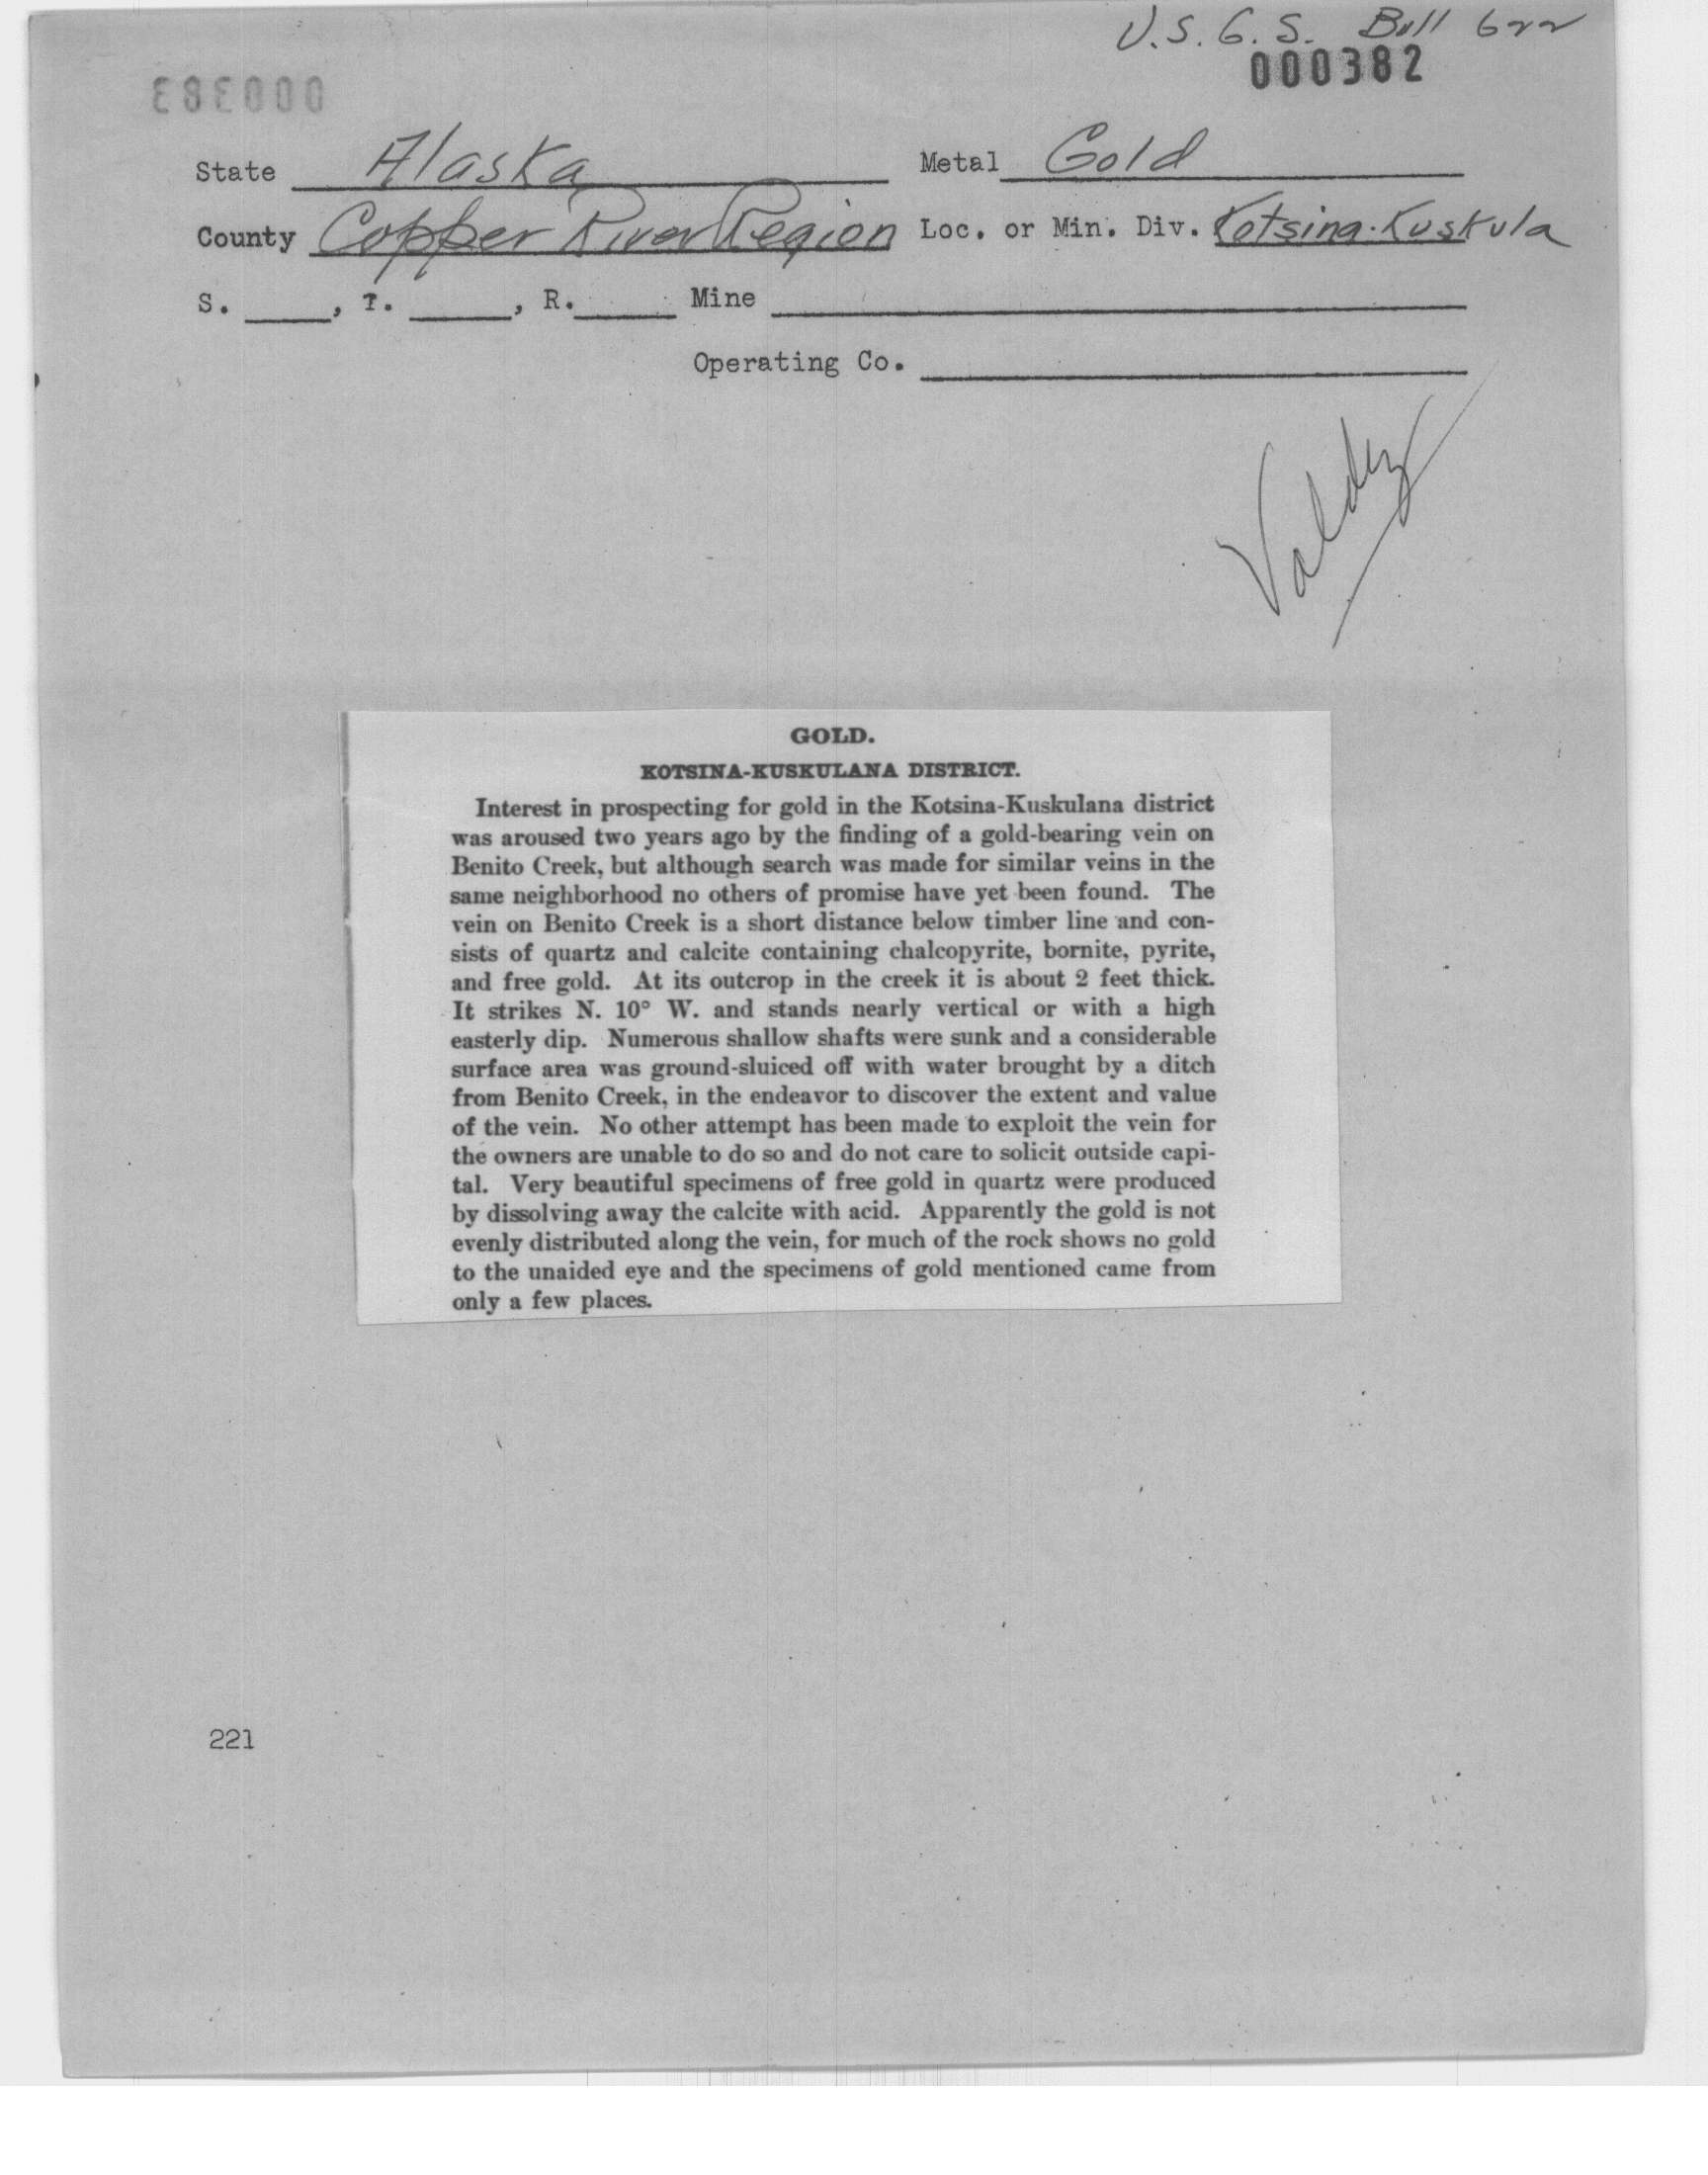 U.S.G.S. Bull 622
000382
000383
State Alaska Metal Gold
County Copper River Region Loc. or Min. Div. Kotsina-Kuskula
S. , T. , R. Mine
Operating Co.
Valdez
GOLD.
KOTSINA-KUSKULANA DISTRICT.
Interest in prospecting for gold in the Kotsina-Kuskulana district
was aroused two years ago by the finding of a gold-bearing vein on
Benito Creek, but although search was made for similar veins in the
same neighborhood no others of promise have yet been found. The
vein on Benito Creek is a short distance below timber line and con-
sists of quartz and calcite containing chalcopyrite, bornite, pyrite,
and free gold. At its outcrop in the creek it is about 2 feet thick.
It strikes N. 10° W. and stands nearly vertical or with a high
easterly dip. Numerous shallow shafts were sunk and a considerable
surface area was ground-sluiced off with water brought by a ditch
from Benito Creek, in the endeavor to discover the extent and value
of the vein. No other attempt has been made to exploit the vein for
the owners are unable to do so and do not care to solicit outside capi-
tal. Very beautiful specimens of free gold in quartz were produced
by dissolving away the calcite with acid. Apparently the gold is not
evenly distributed along the vein, for much of the rock shows no gold
to the unaided eye and the specimens of gold mentioned came from
only a few places.
221